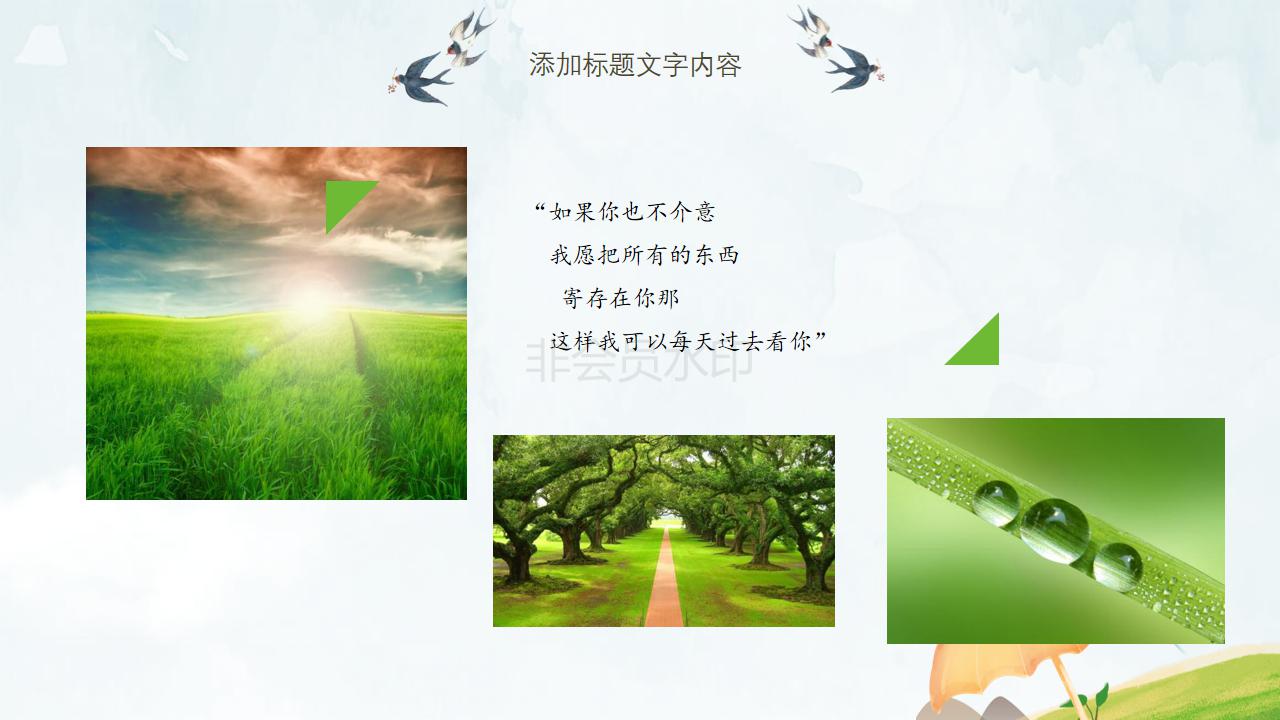 添加标题文字内容
“如果你也不介意
我愿把所有的东西
寄存在你那
这样我可以每天过去看你”
非会员水印